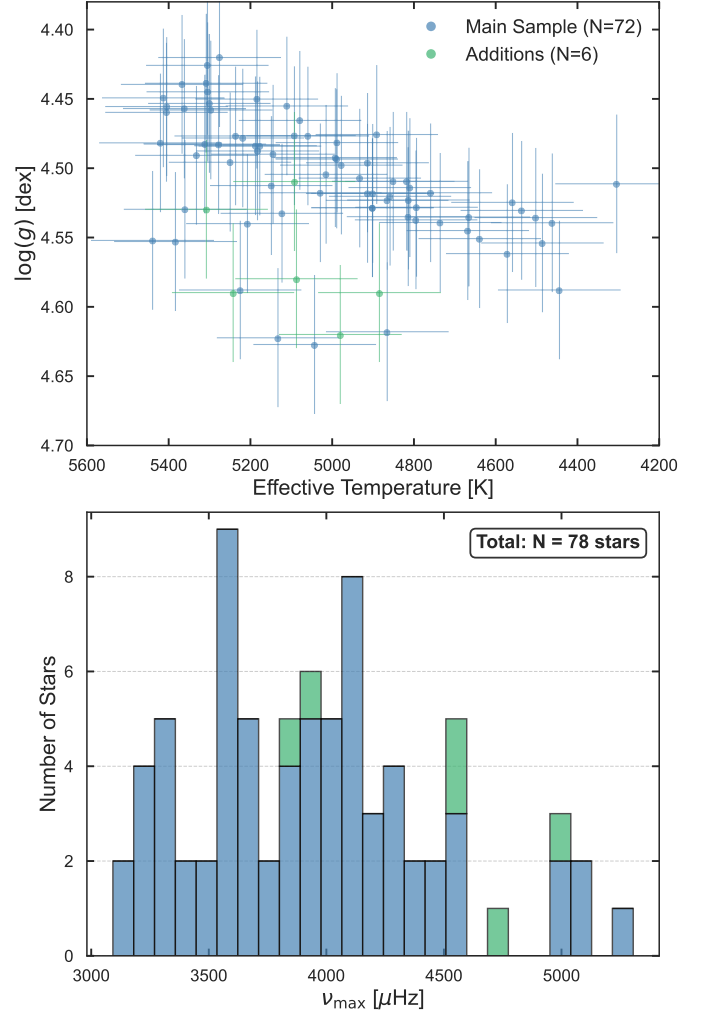 4.40
4.45
4.50
4.55
4.60
4.65
4.70
log(g) [dex]
Main Sample (N=72)
Additions (N=6)
5600 5400 5200 5000 4800 4600 4400 4200
Effective Temperature [K]
Total: N = 78 stars
8
6
4
2
0
Number of Stars
3000 3500 4000 4500 5000
νmax [μHz]